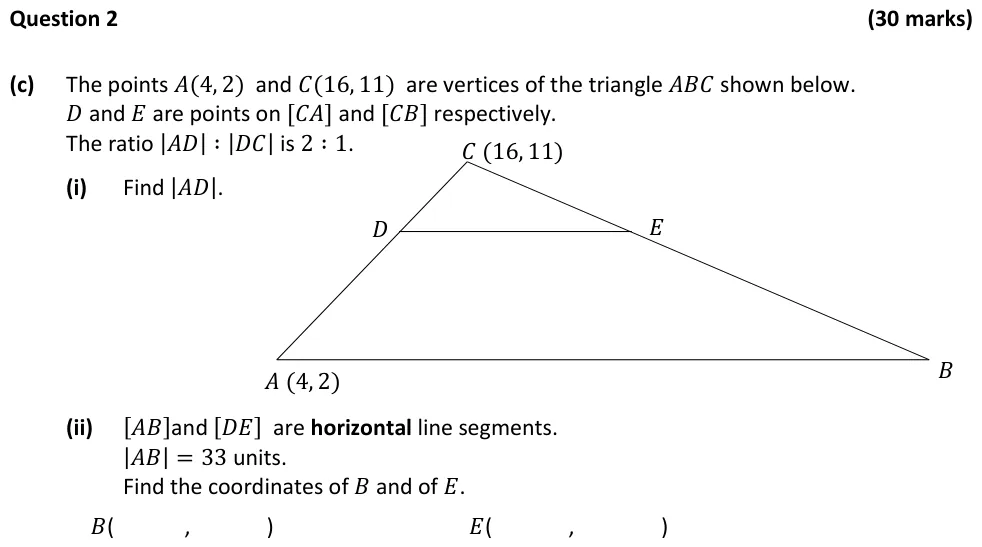 Question 2 (30 marks)
(c) The points A(4, 2) and C(16, 11) are vertices of the triangle ABC shown below.
D and E are points on [CA] and [CB] respectively.
The ratio |AD| : |DC| is 2 : 1.
C (16, 11)
(i) Find |AD|.
D
E
B
A (4, 2)
(ii) [AB]and [DE] are horizontal line segments.
|AB| = 33 units.
Find the coordinates of B and of E.
B( , ) E( , )